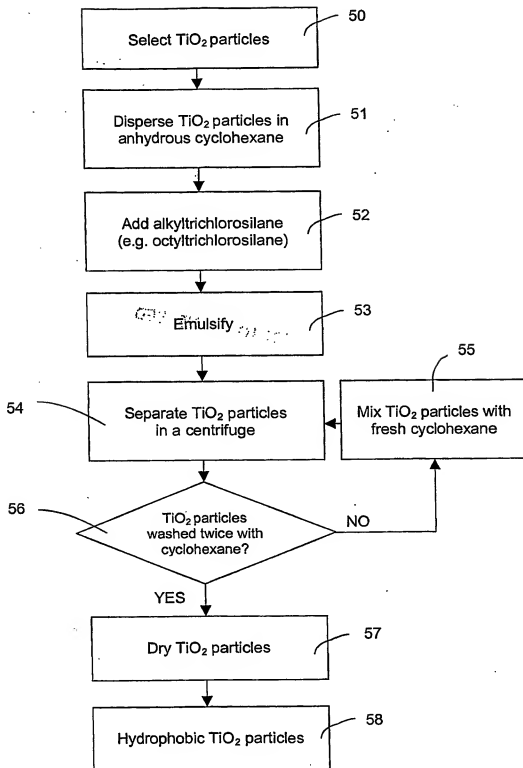 50
Select TiO₂ particles
51
Disperse TiO₂ particles in
anhydrous cyclohexane
52
Add alkyltrichlorosilane
(e.g. octyltrichlorosilane)
53
Emulsify
54
Separate TiO₂ particles
in a centrifuge
55
Mix TiO₂ particles with
fresh cyclohexane
56
TiO₂ particles
washed twice with
cyclohexane?
NO
YES
57
Dry TiO₂ particles
58
Hydrophobic TiO₂ particles